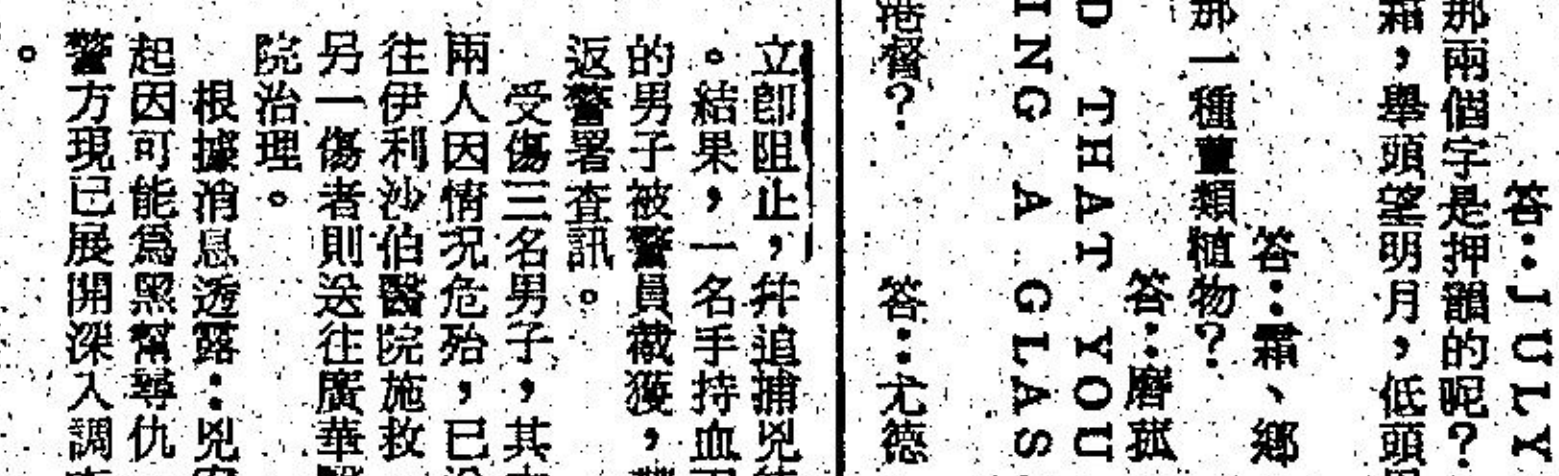 答：JULY
那兩個字是押韻的呢？
霜，舉頭望明月，低頭
答：霜、鄉
那一種蕈類植物？
答：磨菰
D THAT YOU
ING A GLAS
港督？
答：尤德
立即阻止，幷追捕兇
。結果，一名手持血
的男子被警員截獲，
返警署查訊。
受傷三名男子，其
兩人因情況危殆，已
往伊利沙伯醫院施救
另一傷者則送往廣華
院治理。
根據消息透露：兇
起因可能爲黑幫尋仇
警方現已展開深入調
。